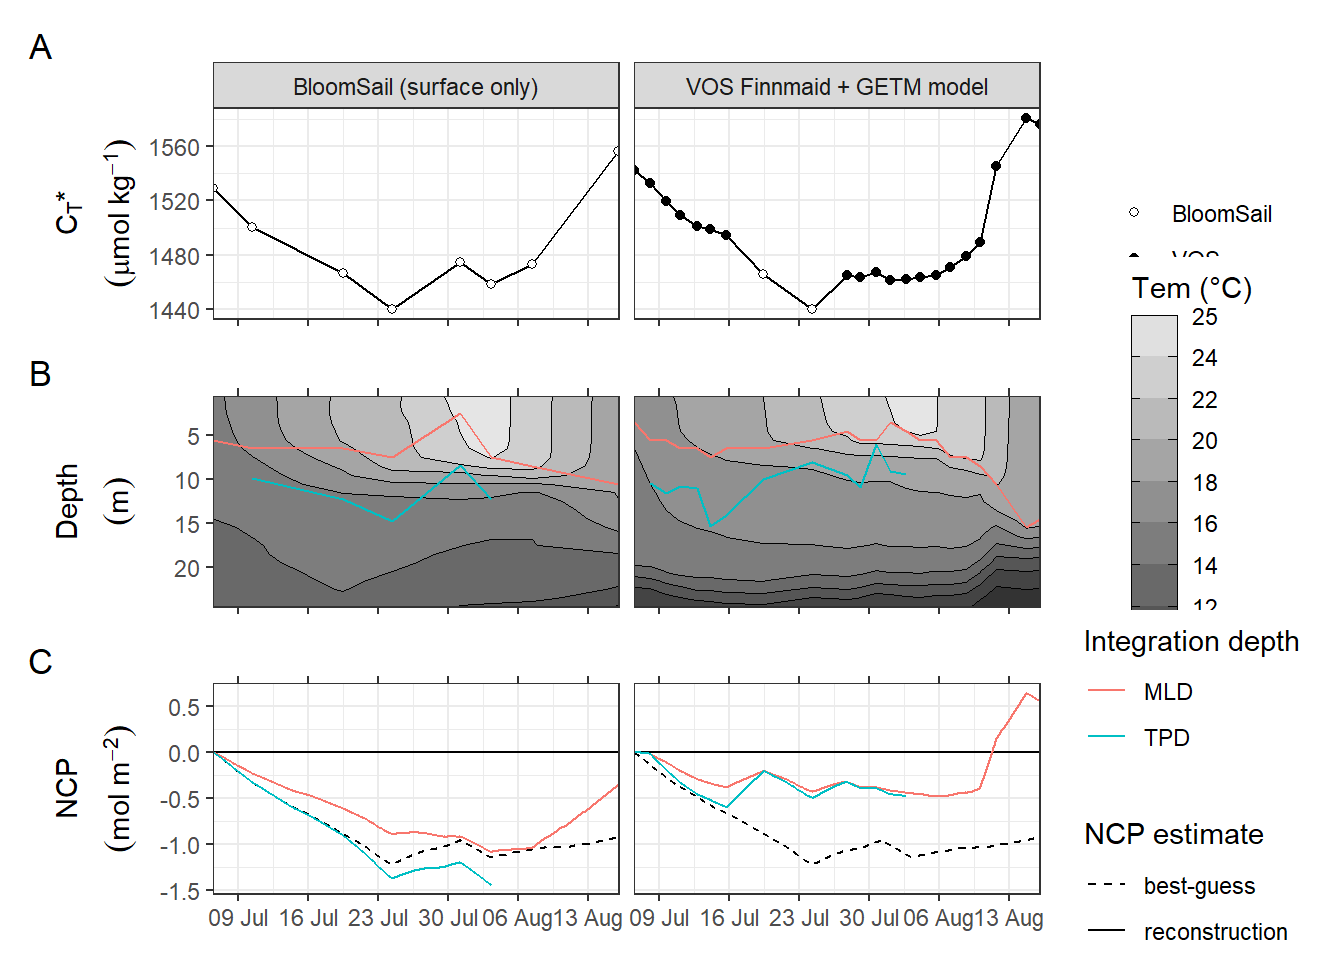 A
BloomSail (surface only)
VOS Finnmaid + GETM model
C_T*
(μmol kg⁻¹)
1560
1520
1480
1440
BloomSail
VOS
Tem (°C)
25
24
22
20
18
16
14
12
B
Depth
(m)
5
10
15
20
C
NCP
(mol m⁻²)
0.5
0.0
-0.5
-1.0
-1.5
09 Jul 16 Jul 23 Jul 30 Jul 06 Aug 13 Aug
09 Jul 16 Jul 23 Jul 30 Jul 06 Aug 13 Aug
Integration depth
MLD
TPD
NCP estimate
best-guess
reconstruction